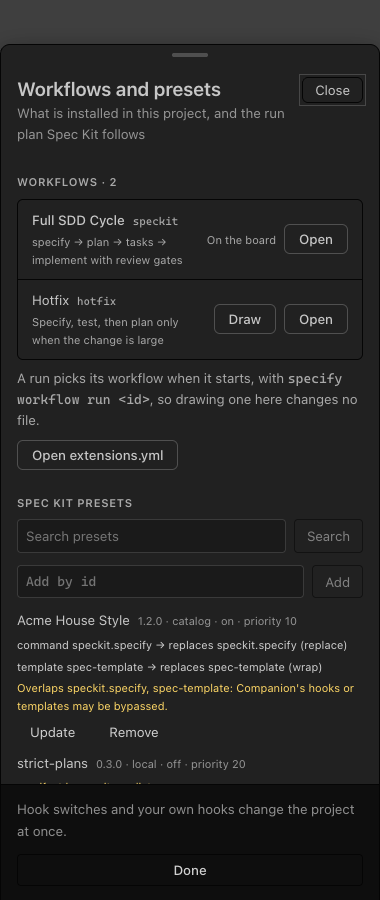 Workflows and presets
Close
What is installed in this project, and the run
plan Spec Kit follows
WORKFLOWS · 2
Full SDD Cycle speckit
specify → plan → tasks →
implement with review gates
On the board
Open
Hotfix hotfix
Specify, test, then plan only
when the change is large
Draw
Open
A run picks its workflow when it starts, with specify
workflow run <id>, so drawing one here changes no
file.
Open extensions.yml
SPEC KIT PRESETS
Search presets
Search
Add by id
Add
Acme House Style 1.2.0 · catalog · on · priority 10
command speckit.specify → replaces speckit.specify (replace)
template spec-template → replaces spec-template (wrap)
Overlaps speckit.specify, spec-template: Companion's hooks or
templates may be bypassed.
Update
Remove
strict-plans 0.3.0 · local · off · priority 20
Hook switches and your own hooks change the project
at once.
Done